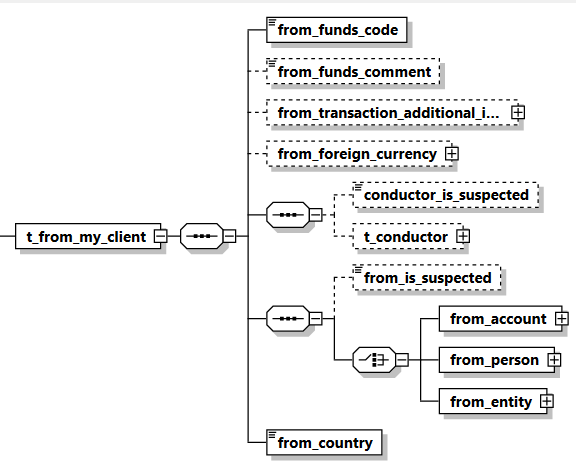 from_funds_code
from_funds_comment
from_transaction_additional_i...
from_foreign_currency
conductor_is_suspected
t_from_my_client
t_conductor
from_is_suspected
from_account
from_person
from_entity
from_country